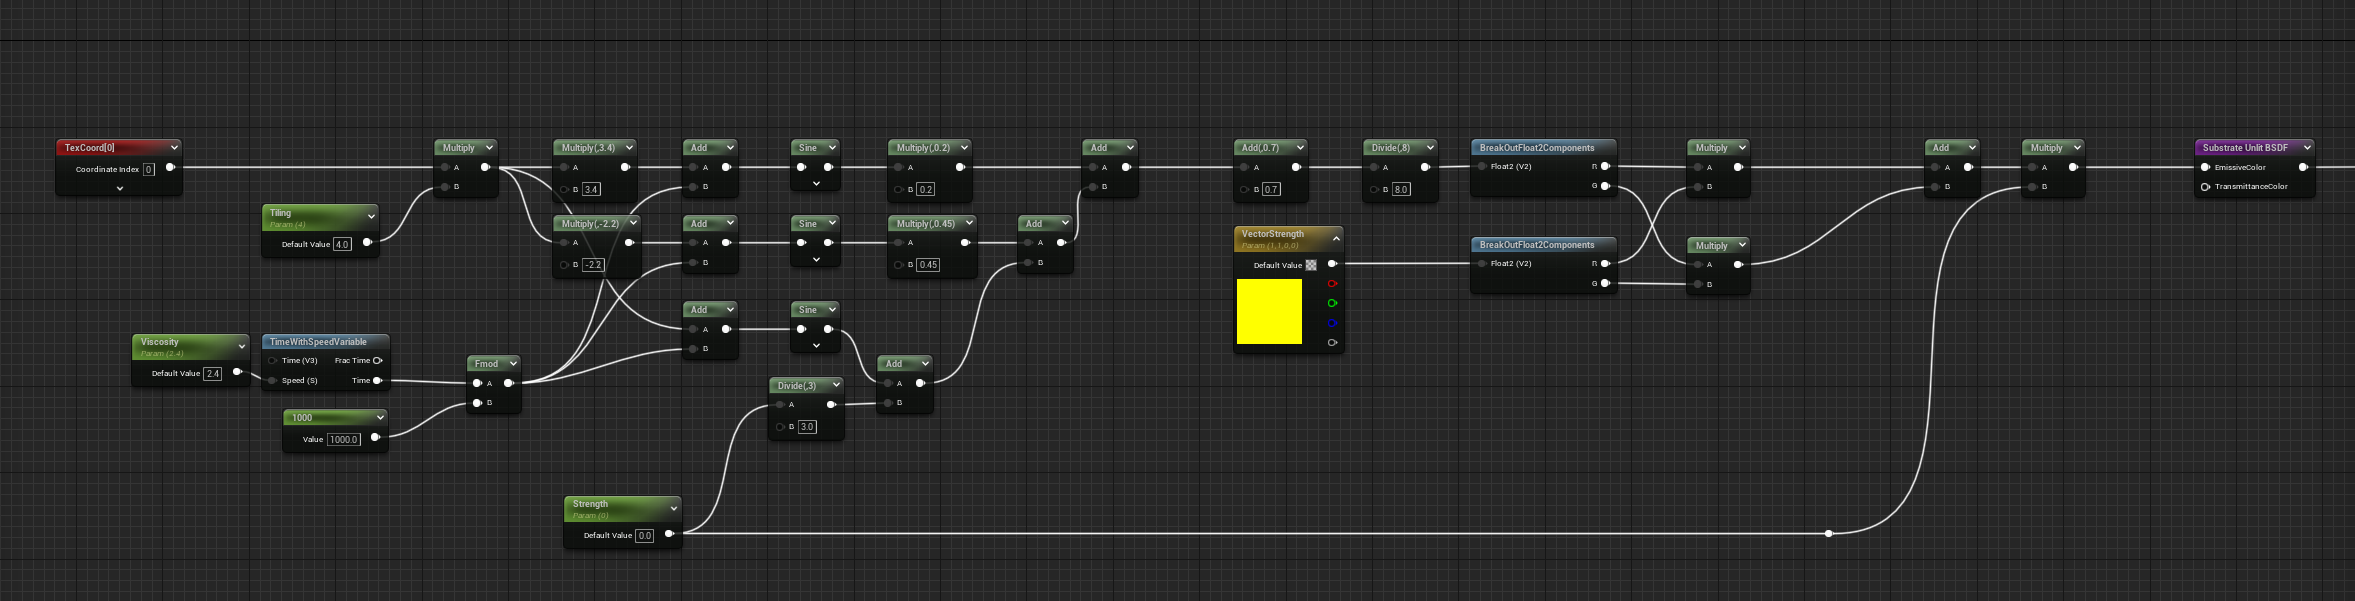 TexCoord[0]
Coordinate Index 0
Tiling
Param (4)
Default Value 4.0
Viscosity
Param (2.4)
Default Value 2.4
TimeWithSpeedVariable
Time (V3) Frac Time
Speed (S) Time
1000
Value 1000.0
Multiply
A
B
Fmod
A
B
Multiply(,3.4)
A
B 3.4
Multiply(,-2.2)
A
B -2.2
Strength
Param (0)
Default Value 0.0
Add
A
B
Add
A
B
Add
A
B
Sine
Sine
Sine
Divide(,3)
A
B 3.0
Multiply(,0.2)
A
B 0.2
Multiply(,0.45)
A
B 0.45
Add
A
B
Add
A
B
Add
A
B
Add(,0.7)
A
B 0.7
VectorStrength
Param (1,1,0,0)
Default Value
Divide(,8)
A
B 8.0
BreakOutFloat2Components
Float2 (V2) R
G
BreakOutFloat2Components
Float2 (V2) R
G
Multiply
A
B
Multiply
A
B
Add
A
B
Multiply
A
B
Substrate Unlit BSDF
EmissiveColor
TransmittanceColor